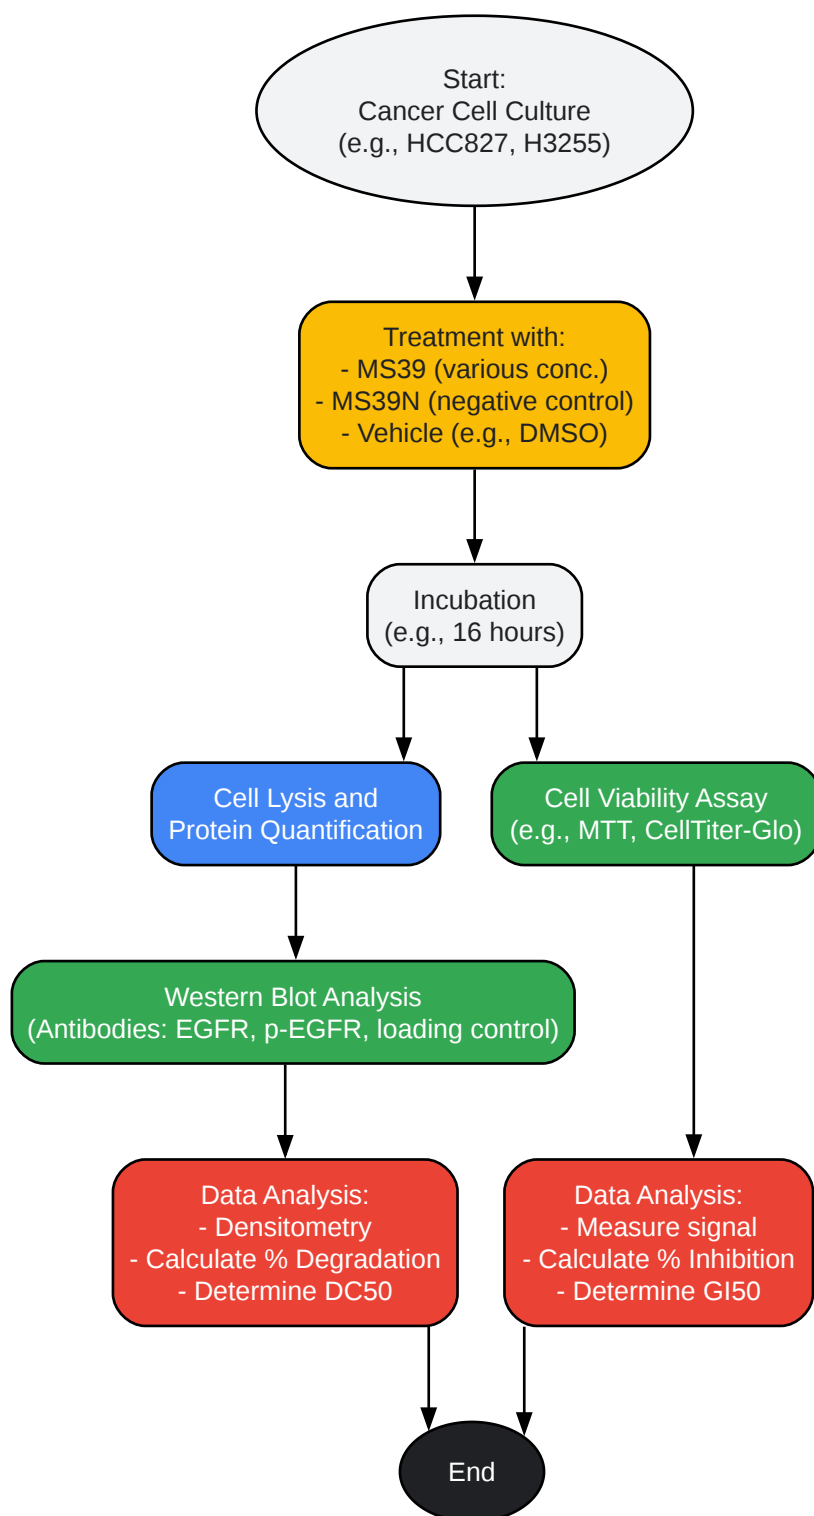 Start:
Cancer Cell Culture
(e.g., HCC827, H3255)
Treatment with:
- MS39 (various conc.)
- MS39N (negative control)
- Vehicle (e.g., DMSO)
Incubation
(e.g., 16 hours)
Cell Lysis and
Protein Quantification
Cell Viability Assay
(e.g., MTT, CellTiter-Glo)
Western Blot Analysis
(Antibodies: EGFR, p-EGFR, loading control)
Data Analysis:
- Densitometry
- Calculate % Degradation
- Determine DC50
Data Analysis:
- Measure signal
- Calculate % Inhibition
- Determine GI50
End